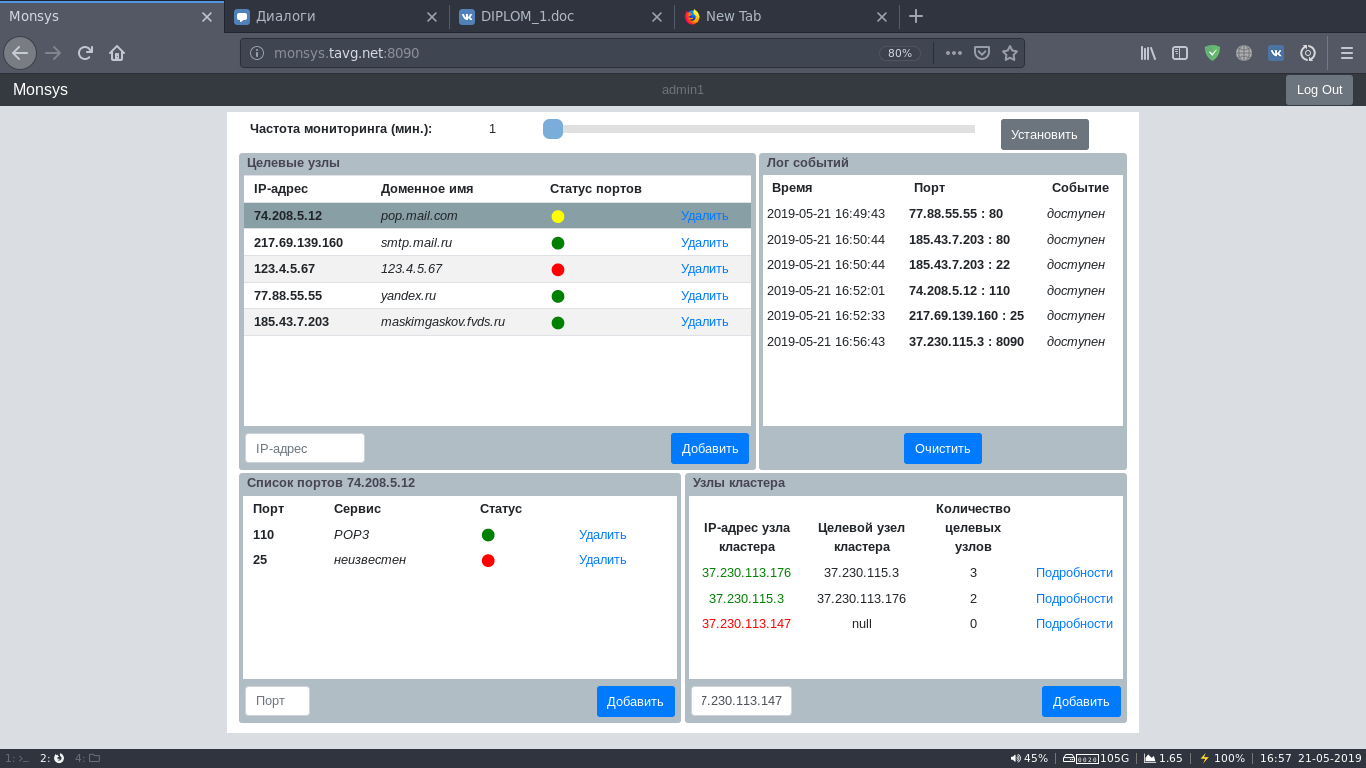 Monsys
Диалоги
DIPLOM_1.doc
New Tab
monsys.tavg.net:8090
80%
Monsys
admin1
Log Out
Частота мониторинга (мин.):
1
Установить
Целевые узлы
IP-адрес Доменное имя Статус портов
74.208.5.12 pop.mail.com Удалить
217.69.139.160 smtp.mail.ru Удалить
123.4.5.67 123.4.5.67 Удалить
77.88.55.55 yandex.ru Удалить
185.43.7.203 maskimgaskov.fvds.ru Удалить
IP-адрес
Добавить
Лог событий
Время Порт Событие
2019-05-21 16:49:43 77.88.55.55 : 80 доступен
2019-05-21 16:50:44 185.43.7.203 : 80 доступен
2019-05-21 16:50:44 185.43.7.203 : 22 доступен
2019-05-21 16:52:01 74.208.5.12 : 110 доступен
2019-05-21 16:52:33 217.69.139.160 : 25 доступен
2019-05-21 16:56:43 37.230.115.3 : 8090 доступен
Очистить
Список портов 74.208.5.12
Порт Сервис Статус
110 POP3 Удалить
25 неизвестен Удалить
Порт
Добавить
Узлы кластера
IP-адрес узла кластера
Целевой узел кластера
Количество целевых узлов
37.230.113.176 37.230.115.3 3 Подробности
37.230.115.3 37.230.113.176 2 Подробности
37.230.113.147 null 0 Подробности
7.230.113.147
Добавить
1:
2:
4:
45%
105G
1.65
100%
16:57 21-05-2019